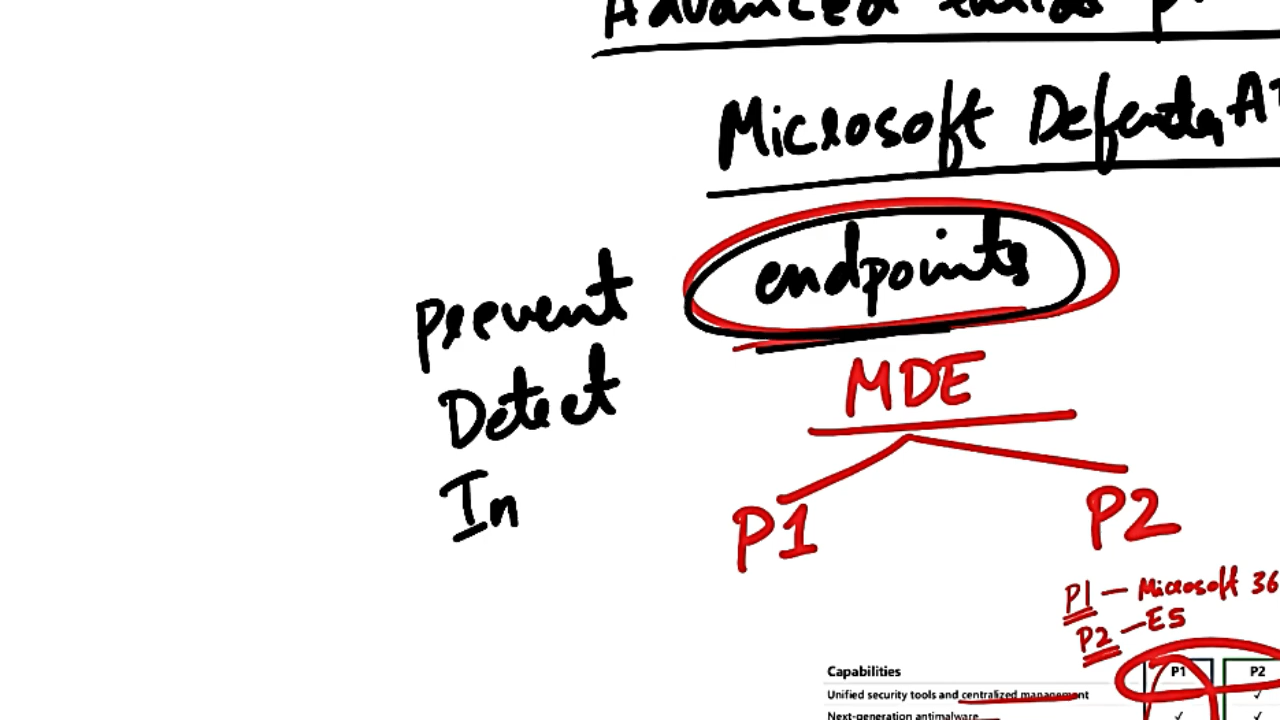 Advanced
Microsoft Defender
endpoints
prevent
Detect
In
MDE
P1 P2
P1 — Microsoft 36
P2 — E5
Capabilities P1 P2
Unified security tools and centralized management ✓
Next-generation antimalware ✓ ✓